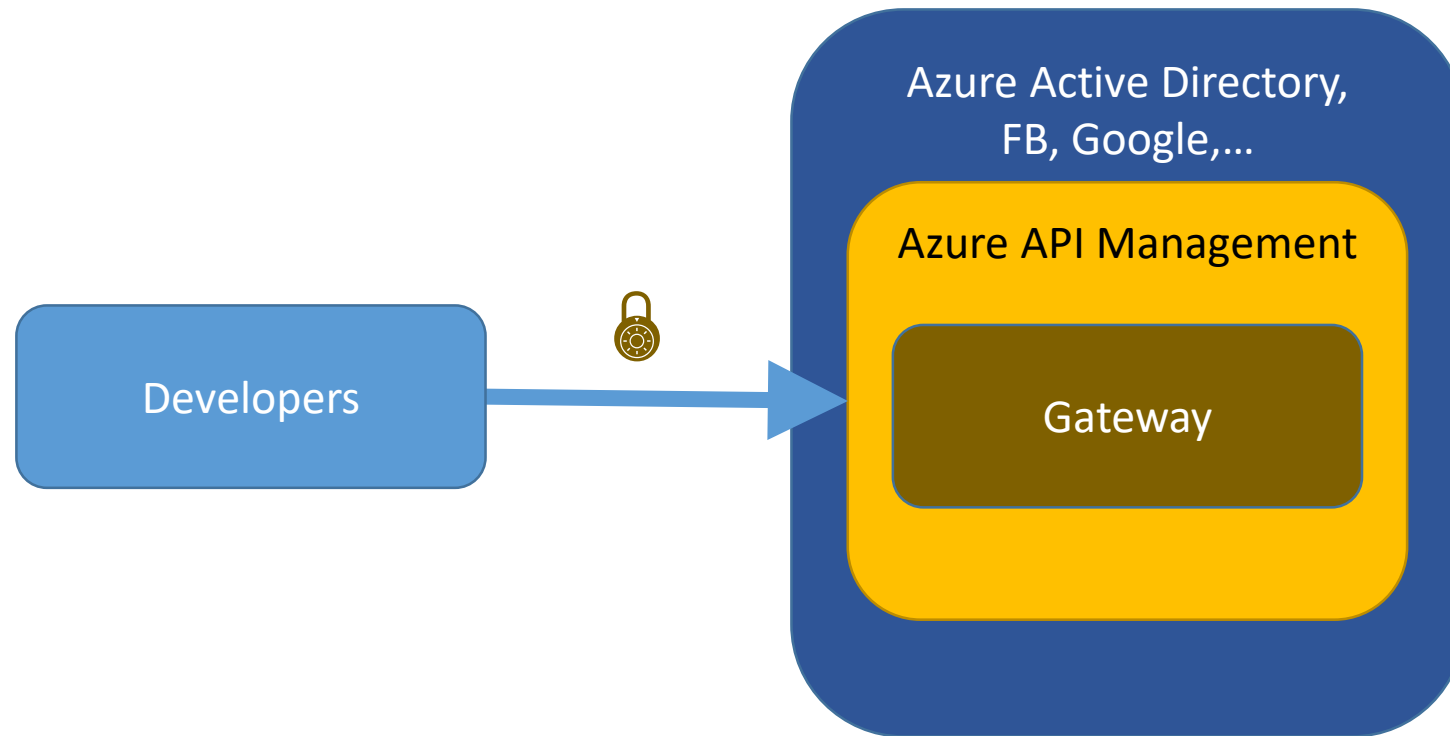 Azure Active Directory,
FB, Google,...
Azure API Management
Developers
Gateway